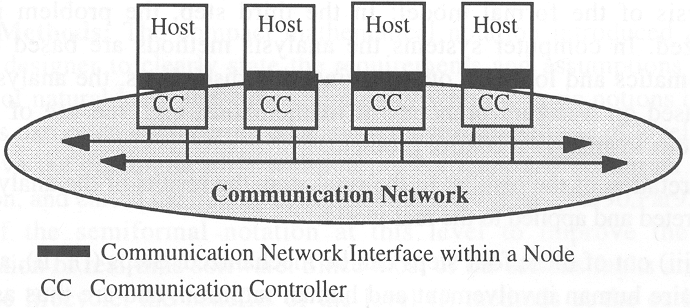 Host Host Host Host
CC CC CC CC
Communication Network
Communication Network Interface within a Node
CC Communication Controller